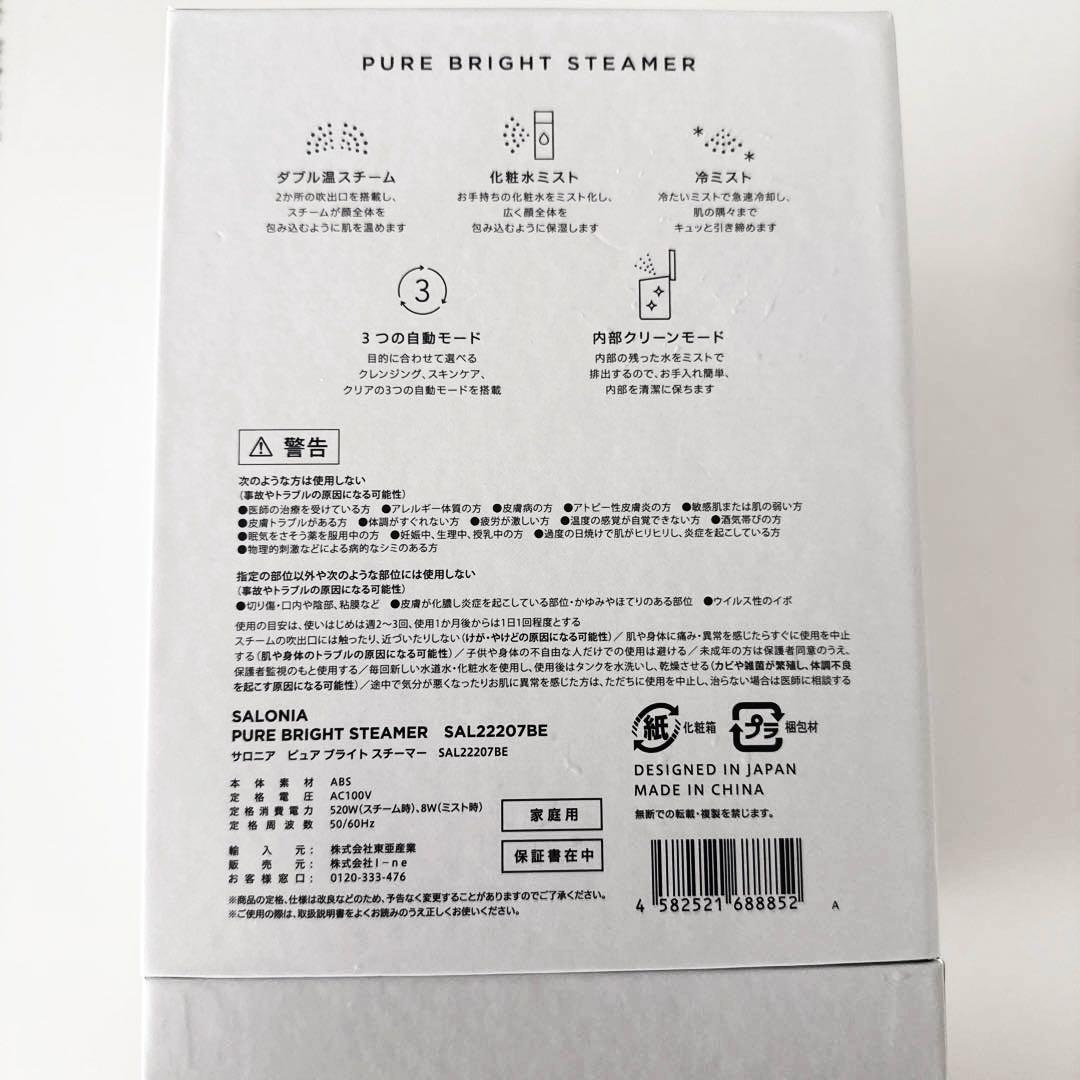 PURE BRIGHT STEAMER
ダブル温スチーム
2か所の吹出口を搭載し、
スチームが顔全体を
包み込むように肌を温めます
化粧水ミスト
お手持ちの化粧水をミスト化し、
広く顔全体を
包み込むように保湿します
冷ミスト
冷たいミストで急速冷却し、
肌の隅々まで
キュッと引き締めます
3
3つの自動モード
目的に合わせて選べる
クレンジング、スキンケア、
クリアの3つの自動モードを搭載
内部クリーンモード
内部の残った水をミストで
排出するので、お手入れ簡単、
内部を清潔に保ちます
⚠ 警告
次のような方は使用しない
(事故やトラブルの原因になる可能性)
●医師の治療を受けている方 ●アレルギー体質の方 ●皮膚病の方 ●アトピー性皮膚炎の方 ●敏感肌または肌の弱い方
●皮膚トラブルがある方 ●体調がすぐれない方 ●疲労が激しい方 ●温度の感覚が自覚できない方 ●酒気帯びの方
●眠気をさそう薬を服用中の方 ●妊娠中、生理中、授乳中の方 ●過度の日焼けで肌がヒリヒリし、炎症を起こしている方
●物理的刺激などによる病的なシミのある方
指定の部位以外や次のような部位には使用しない
(事故やトラブルの原因になる可能性)
●切り傷・口内や陰部、粘膜など ●皮膚が化膿し炎症を起こしている部位・かゆみやほてりのある部位 ●ウイルス性のイボ
使用の目安は、使いはじめは週2〜3回、使用1か月後からは1日1回程度とする
スチームの吹出口には触ったり、近づいたりしない(けが・やけどの原因になる可能性)/肌や身体に痛み・異常を感じたらすぐに使用を中止
する(肌や身体のトラブルの原因になる可能性)/子供や身体の不自由な人だけでの使用は避ける/未成年の方は保護者同意のうえ、
保護者監視のもと使用する/毎回新しい水道水・化粧水を使用し、使用後はタンクを水洗いし、乾燥させる(カビや雑菌が繁殖し、体調不良
を起こす原因になる可能性)/途中で気分が悪くなったりお肌に異常を感じた方は、ただちに使用を中止し、治らない場合は医師に相談する
SALONIA
PURE BRIGHT STEAMER SAL22207BE
サロニア ピュア ブライト スチーマー SAL22207BE
本体素材 ABS
定格電圧 AC100V
定格消費電力 520W(スチーム時)、8W(ミスト時)
定格周波数 50/60Hz
輸入元: 株式会社東亜産業
販売元: 株式会社I-ne
お客様窓口: 0120-333-476
家庭用
保証書在中
※商品の定格、仕様は改良などのため、予告なく変更することがありますのでご了承ください。
※ご使用の際は、取扱説明書をよくお読みのうえ正しくお使いください。
紙 化粧箱 プラ 梱包材
DESIGNED IN JAPAN
MADE IN CHINA
無断での転載・複製を禁じます。
4 582521 688852 A